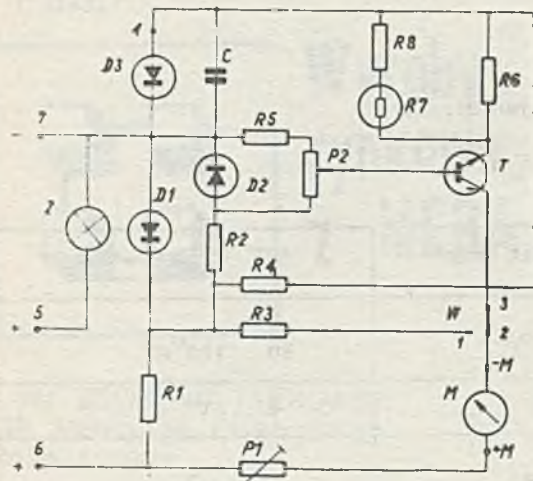 4 C R8
D3 R6
R7
- 7 R5
P2 T
D1 D2
Z
R2
R4
+ 5 R3 W 3
1 2
-M
R1 M
+ 6 P1 +M